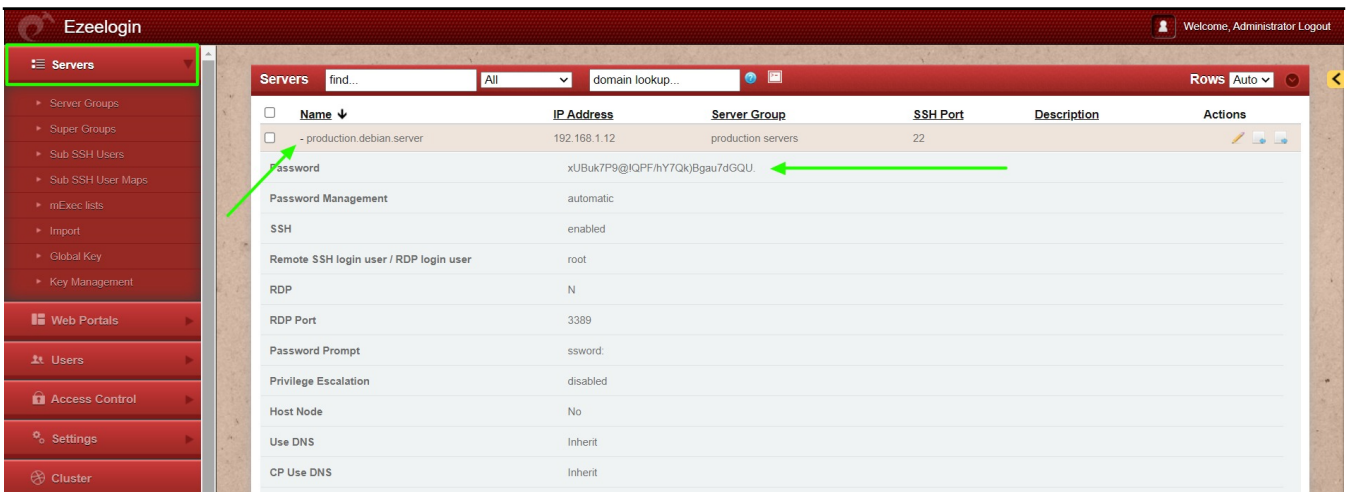 Ezeelogin
Welcome, Administrator Logout
Servers
Server Groups
Super Groups
Sub SSH Users
Sub SSH User Maps
mExec lists
Import
Global Key
Key Management
Web Portals
Users
Access Control
Settings
Cluster
Servers find... All domain lookup... Rows Auto
Name IP Address Server Group SSH Port Description Actions
- production.debian.server 192.168.1.12 production servers 22
Password xUBuk7P9@!QPF/hY7Qk)Bgau7dGQU.
Password Management automatic
SSH enabled
Remote SSH login user / RDP login user root
RDP N
RDP Port 3389
Password Prompt ssword:
Privilege Escalation disabled
Host Node No
Use DNS Inherit
CP Use DNS Inherit